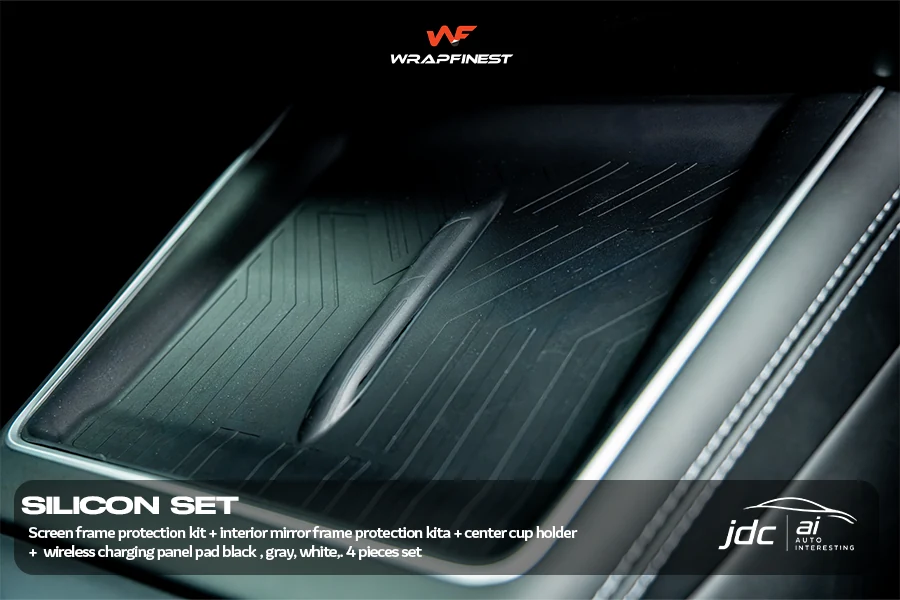 WF
WRAPFINEST
SILICON SET
Screen frame protection kit + interior mirror frame protection kita + center cup holder
+ wireless charging panel pad black , gray, white,. 4 pieces set
jdc
ai
AUTO
INTERESTING